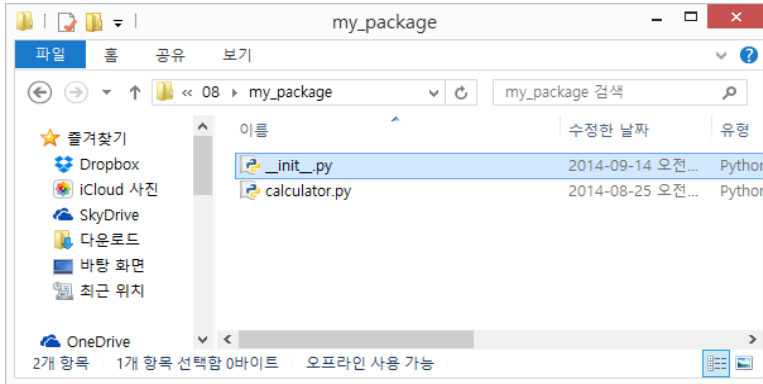 my_package
파일 홈 공유 보기
« 08 ▸ my_package my_package 검색
이름 수정한 날짜 유형
즐겨찾기
Dropbox
iCloud 사진
SkyDrive
다운로드
바탕 화면
최근 위치
OneDrive
__init__.py 2014-09-14 오전... Python
calculator.py 2014-08-25 오전... Python
2개 항목 1개 항목 선택함 0바이트 오프라인 사용 가능